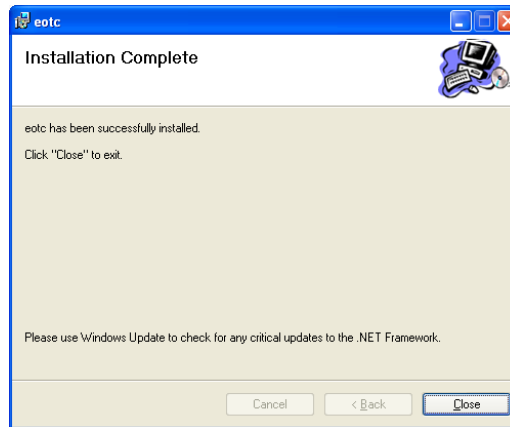 eotc
Installation Complete
eotc has been successfully installed.
Click "Close" to exit.
Please use Windows Update to check for any critical updates to the .NET Framework.
Cancel
< Back
Close